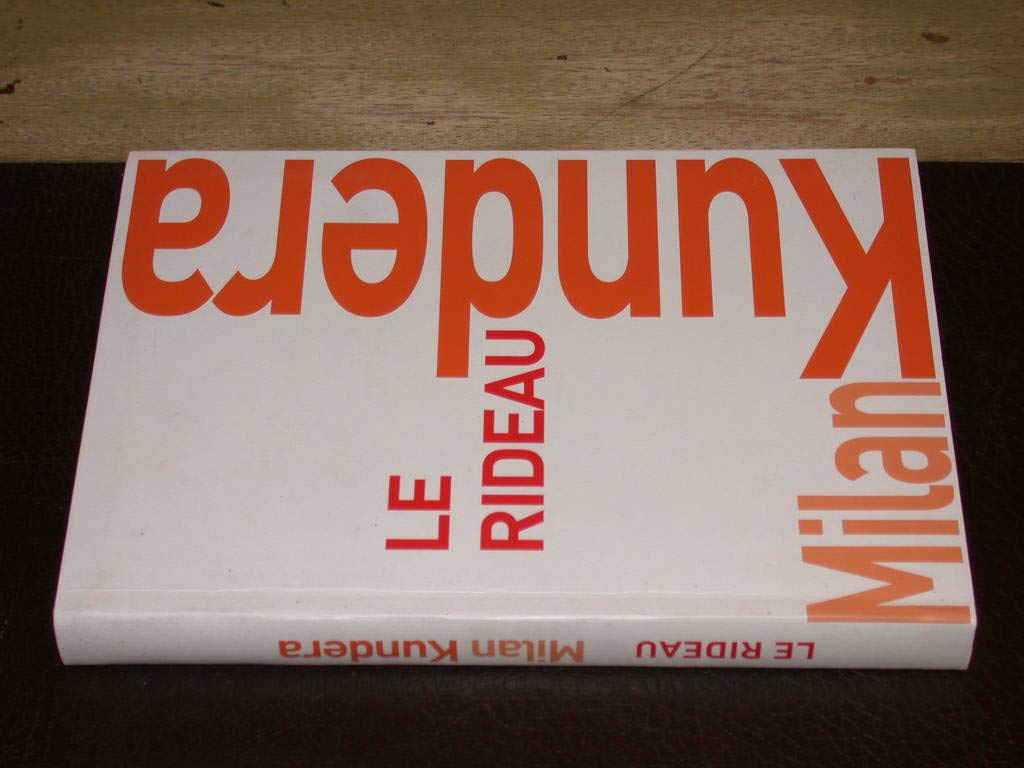 Milan
Kundera
LE
RIDEAU
LE RIDEAU Milan Kundera